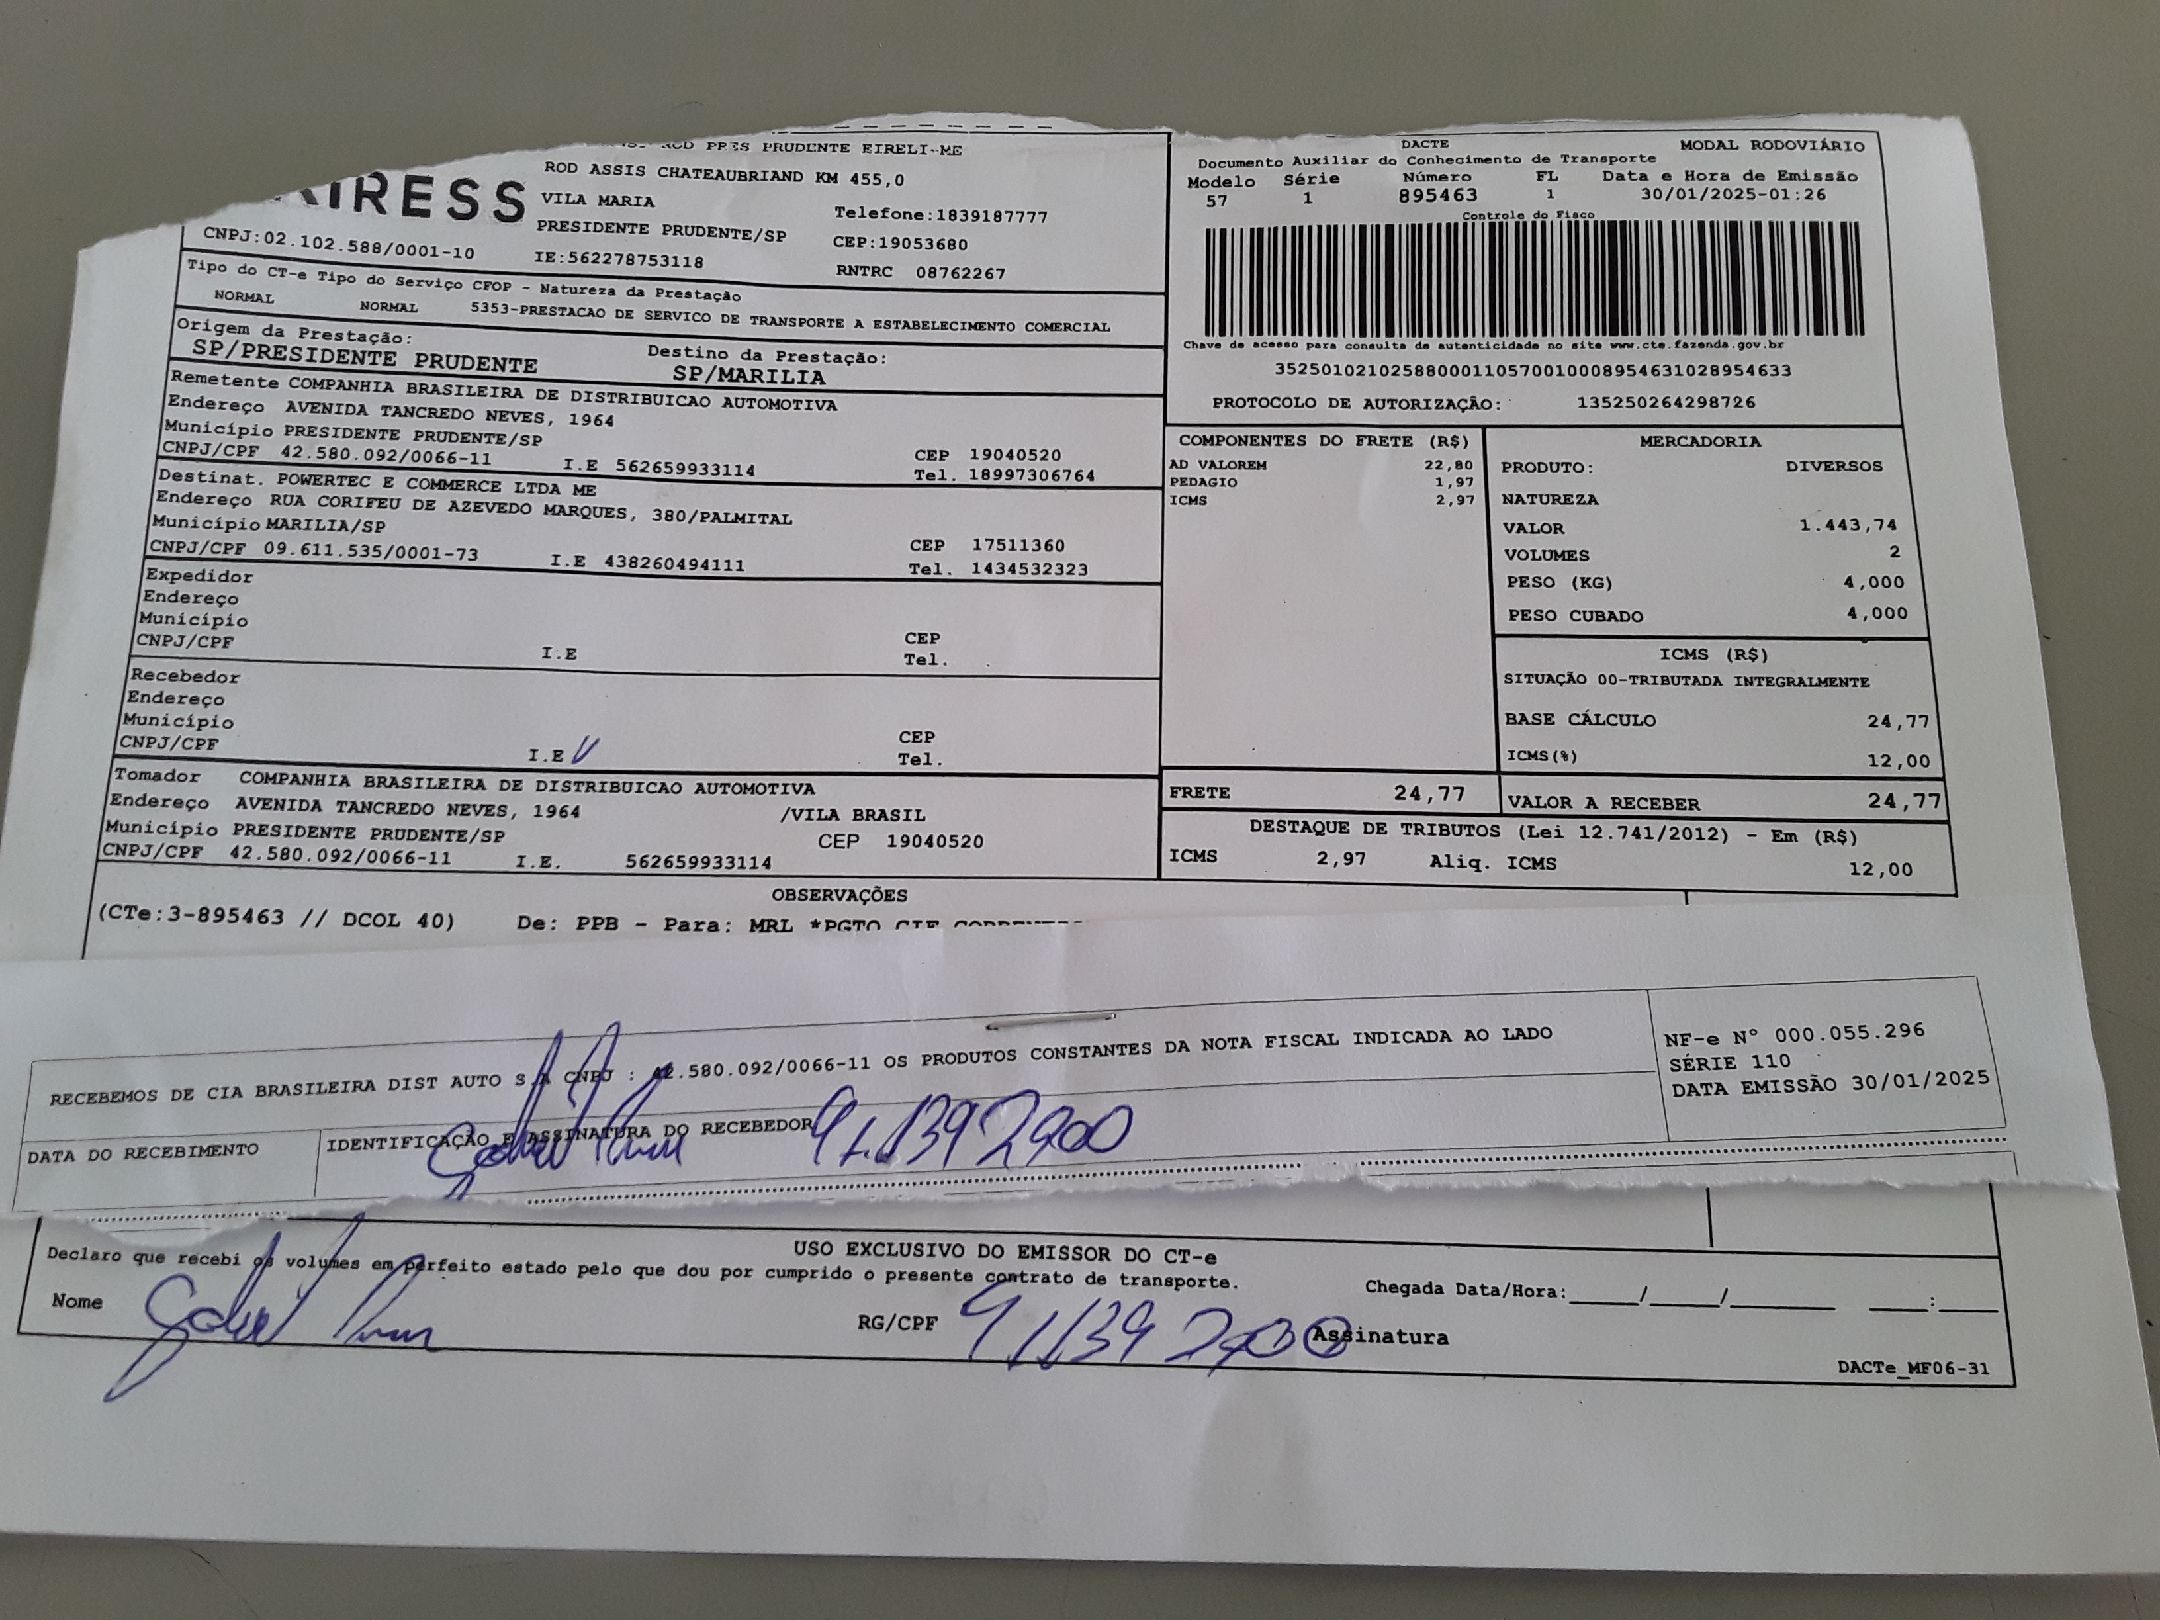 PRES PRUDENTE EIRELI-ME
ROD ASSIS CHATEAUBRIAND KM 455,0
VILA MARIA
Telefone:1839187777
PRESIDENTE PRUDENTE/SP
CEP:19053680
CNPJ:02.102.588/0001-10
IE:562278753118
RNTRC 08762267
DACTE
MODAL RODOVIÁRIO
Documento Auxiliar do Conhecimento de Transporte
Modelo Série Número FL Data e Hora de Emissão
57 1 895463 1 30/01/2025-01:26
Controle do Fisco
Chave de acesso para consulta de autenticidade no site www.cte.fazenda.gov.br
35250102102588000110570010008954631028954633
PROTOCOLO DE AUTORIZAÇÃO: 135250264298726
Tipo do CT-e Tipo do Serviço CFOP - Natureza da Prestação
NORMAL NORMAL 5353-PRESTACAO DE SERVICO DE TRANSPORTE A ESTABELECIMENTO COMERCIAL
Origem da Prestação: Destino da Prestação:
SP/PRESIDENTE PRUDENTE SP/MARILIA
Remetente COMPANHIA BRASILEIRA DE DISTRIBUICAO AUTOMOTIVA
Endereço AVENIDA TANCREDO NEVES, 1964
Município PRESIDENTE PRUDENTE/SP CEP 19040520
CNPJ/CPF 42.580.092/0066-11 I.E 562659933114 Tel. 18997306764
Destinat. POWERTEC E COMMERCE LTDA ME
Endereço RUA CORIFEU DE AZEVEDO MARQUES, 380/PALMITAL
Município MARILIA/SP CEP 17511360
CNPJ/CPF 09.611.535/0001-73 I.E 438260494111 Tel. 1434532323
Expedidor
Endereço
Município CEP
CNPJ/CPF I.E Tel.
Recebedor
Endereço
Município CEP
CNPJ/CPF I.E Tel.
Tomador COMPANHIA BRASILEIRA DE DISTRIBUICAO AUTOMOTIVA
Endereço AVENIDA TANCREDO NEVES, 1964 /VILA BRASIL
Município PRESIDENTE PRUDENTE/SP CEP 19040520
CNPJ/CPF 42.580.092/0066-11 I.E. 562659933114
COMPONENTES DO FRETE (R$)
AD VALOREM 22,80
PEDAGIO 1,97
ICMS 2,97
MERCADORIA
PRODUTO: DIVERSOS
NATUREZA
VALOR 1.443,74
VOLUMES 2
PESO (KG) 4,000
PESO CUBADO 4,000
ICMS (R$)
SITUAÇÃO 00-TRIBUTADA INTEGRALMENTE
BASE CÁLCULO 24,77
ICMS(%) 12,00
FRETE 24,77 VALOR A RECEBER 24,77
DESTAQUE DE TRIBUTOS (Lei 12.741/2012) - Em (R$)
ICMS 2,97 Aliq. ICMS 12,00
OBSERVAÇÕES
(CTe:3-895463 // DCOL 40) De: PPB - Para: MRL *PGTO CIF
RECEBEMOS DE CIA BRASILEIRA DIST AUTO S.A CNPJ : 42.580.092/0066-11 OS PRODUTOS CONSTANTES DA NOTA FISCAL INDICADA AO LADO
NF-e N° 000.055.296
SÉRIE 110
DATA EMISSÃO 30/01/2025
DATA DO RECEBIMENTO IDENTIFICAÇÃO E ASSINATURA DO RECEBEDOR
USO EXCLUSIVO DO EMISSOR DO CT-e
Declaro que recebi os volumes em perfeito estado pelo que dou por cumprido o presente contrato de transporte.
Chegada Data/Hora:_____/_____/_______ ____:____
Nome RG/CPF Assinatura
DACTe_MF06-31